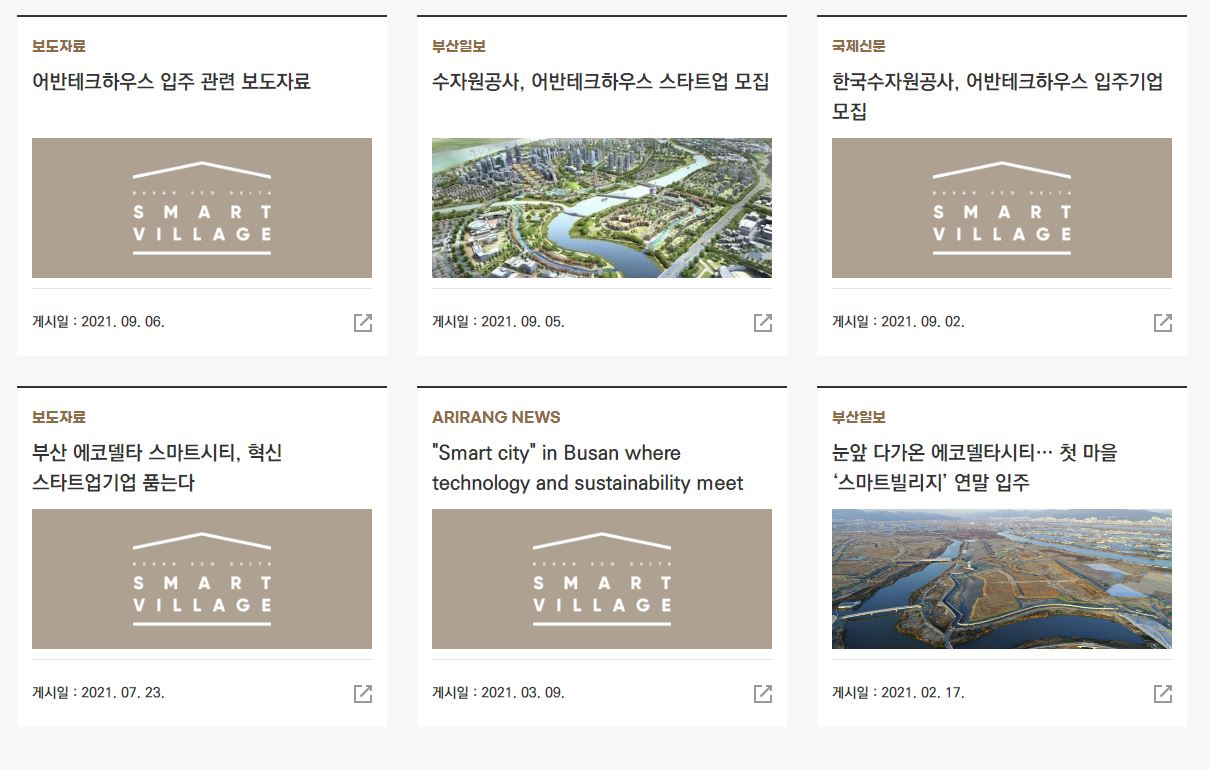 보도자료
어반테크하우스 입주 관련 보도자료
BUSAN ECO DELTA
SMART
VILLAGE
게시일 : 2021. 09. 06.
부산일보
수자원공사, 어반테크하우스 스타트업 모집
게시일 : 2021. 09. 05.
국제신문
한국수자원공사, 어반테크하우스 입주기업
모집
BUSAN ECO DELTA
SMART
VILLAGE
게시일 : 2021. 09. 02.
보도자료
부산 에코델타 스마트시티, 혁신
스타트업기업 품는다
BUSAN ECO DELTA
SMART
VILLAGE
게시일 : 2021. 07. 23.
ARIRANG NEWS
"Smart city" in Busan where
technology and sustainability meet
BUSAN ECO DELTA
SMART
VILLAGE
게시일 : 2021. 03. 09.
부산일보
눈앞 다가온 에코델타시티… 첫 마을
‘스마트빌리지’ 연말 입주
게시일 : 2021. 02. 17.